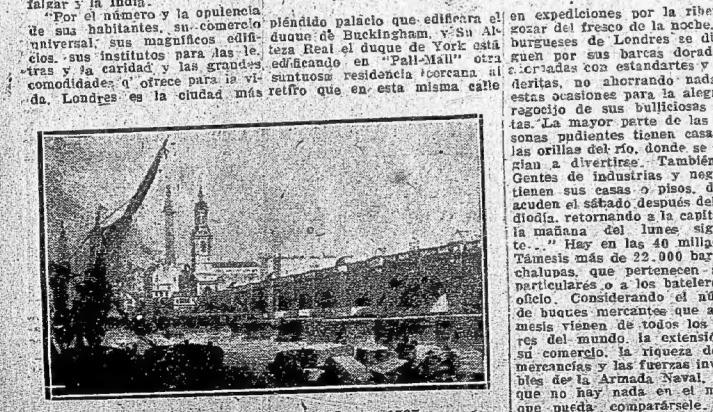 falgar y la India.
"Por el número y la opulencia
de sus habitantes, su comercio
universal, sus magníficos edifi-
cios, sus institutos para las le-
tras y la caridad y las grandes
comodidades q' ofrece para la vi-
da, Londres es la ciudad más
pléndido palacio que edificara el
duque de Buckingham, y Su Al-
teza Real el duque de York está
edificando en "Pall-Mall" otra
suntuosa residencia cercana al
retiro que en esta misma calle
en expediciones por la ribe
gozar del fresco de la noche.
burgueses de Londres se di
guen por sus barcas dorad
adornadas con estandartes y
deritas, no ahorrando nada
estas ocasiones para la alegr
regocijo de sus bulliciosas
tas. La mayor parte de las
sonas pudientes tienen casa
las orillas del río, donde se
gian a divertirse. También
Gentes de industrias y neg
tienen sus casas o pisos, d
acuden el sábado después del
diodía, retornando a la capit
la mañana del lunes sig
te..." Hay en las 40 millas
Támesis más de 22.000 bar
chalupas, que pertenecen
particulares o a los batelero
oficio. Considerando el nú
de buques mercantes que a
mesis vienen de todos los
res del mundo, la extensió
su comercio, la riqueza de
mercancías y las fuerzas inv
bles de la Armada Naval,
que no hay nada en el m
que pueda comparársele.